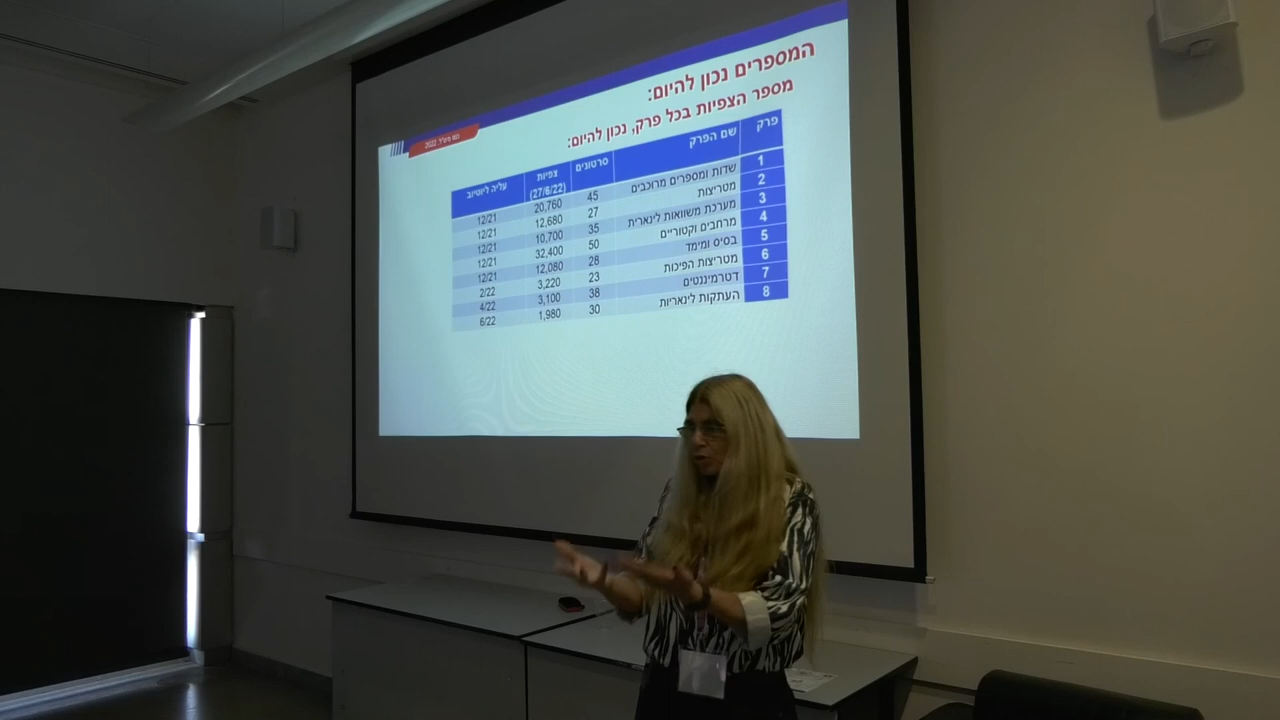 המספרים נכון להיום:
מספר הצפיות בכל פרק, נכון להיום:
פרק שם הפרק סרטונים צפיות (27/6/22) עליה ליוטיוב
1 שדות ומספרים מרוכבים 45 20,760 12/21
2 מטריצות 27 12,680 12/21
3 מערכת משוואות לינארית 35 10,700 12/21
4 מרחבים וקטוריים 50 32,400 12/21
5 בסיס ומימד 28 12,080 12/21
6 מטריצות הפיכות 23 3,220 2/22
7 דטרמיננטים 38 3,100 4/22
8 העתקות לינאריות 30 1,980 6/22
2022